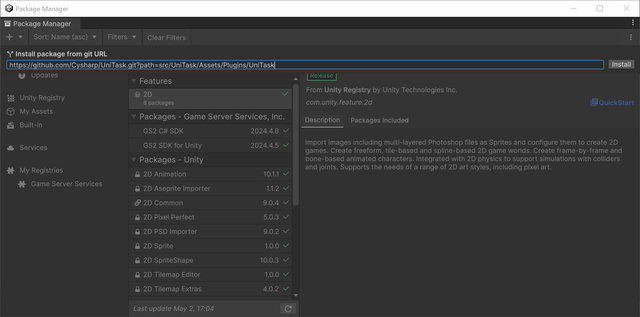 Package Manager
Package Manager
Sort: Name (asc)
Filters
Clear Filters
Install package from git URL
https://github.com/Cysharp/UniTask.git?path=src/UniTask/Assets/Plugins/UniTask
Install
Updates
Unity Registry
My Assets
Built-in
Services
My Registries
Game Server Services
Features
2D
6 packages
Packages - Game Server Services, Inc.
GS2 C# SDK 2024.4.8
GS2 SDK for Unity 2024.4.5
Packages - Unity
2D Animation 10.1.1
2D Aseprite Importer 1.1.2
2D Common 9.0.4
2D Pixel Perfect 5.0.3
2D PSD Importer 9.0.2
2D Sprite 1.0.0
2D SpriteShape 10.0.3
2D Tilemap Editor 1.0.0
2D Tilemap Extras 4.0.2
Last update May 2, 17:04
Release
From Unity Registry by Unity Technologies Inc.
com.unity.feature.2d
QuickStart
Description
Packages Included
Import images including multi-layered Photoshop files as Sprites and configure them to create 2D
games. Create freeform, tile-based and spline-based 2D game worlds. Create frame-by-frame and
bone-based animated characters. Integrated with 2D physics to support simulations with colliders
and joints. Supports the needs of a range of 2D art styles, including pixel art.